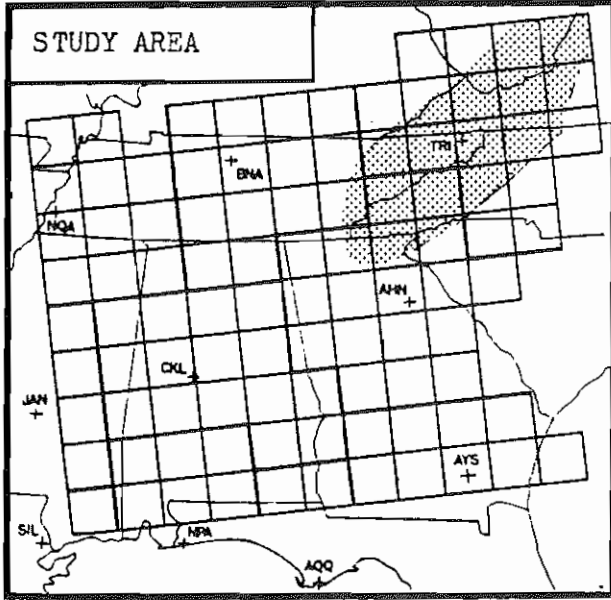 STUDY AREA
TRI
BNA
NQA
AHN
CKL
JAN
AYS
SIL
NPA
AQQ